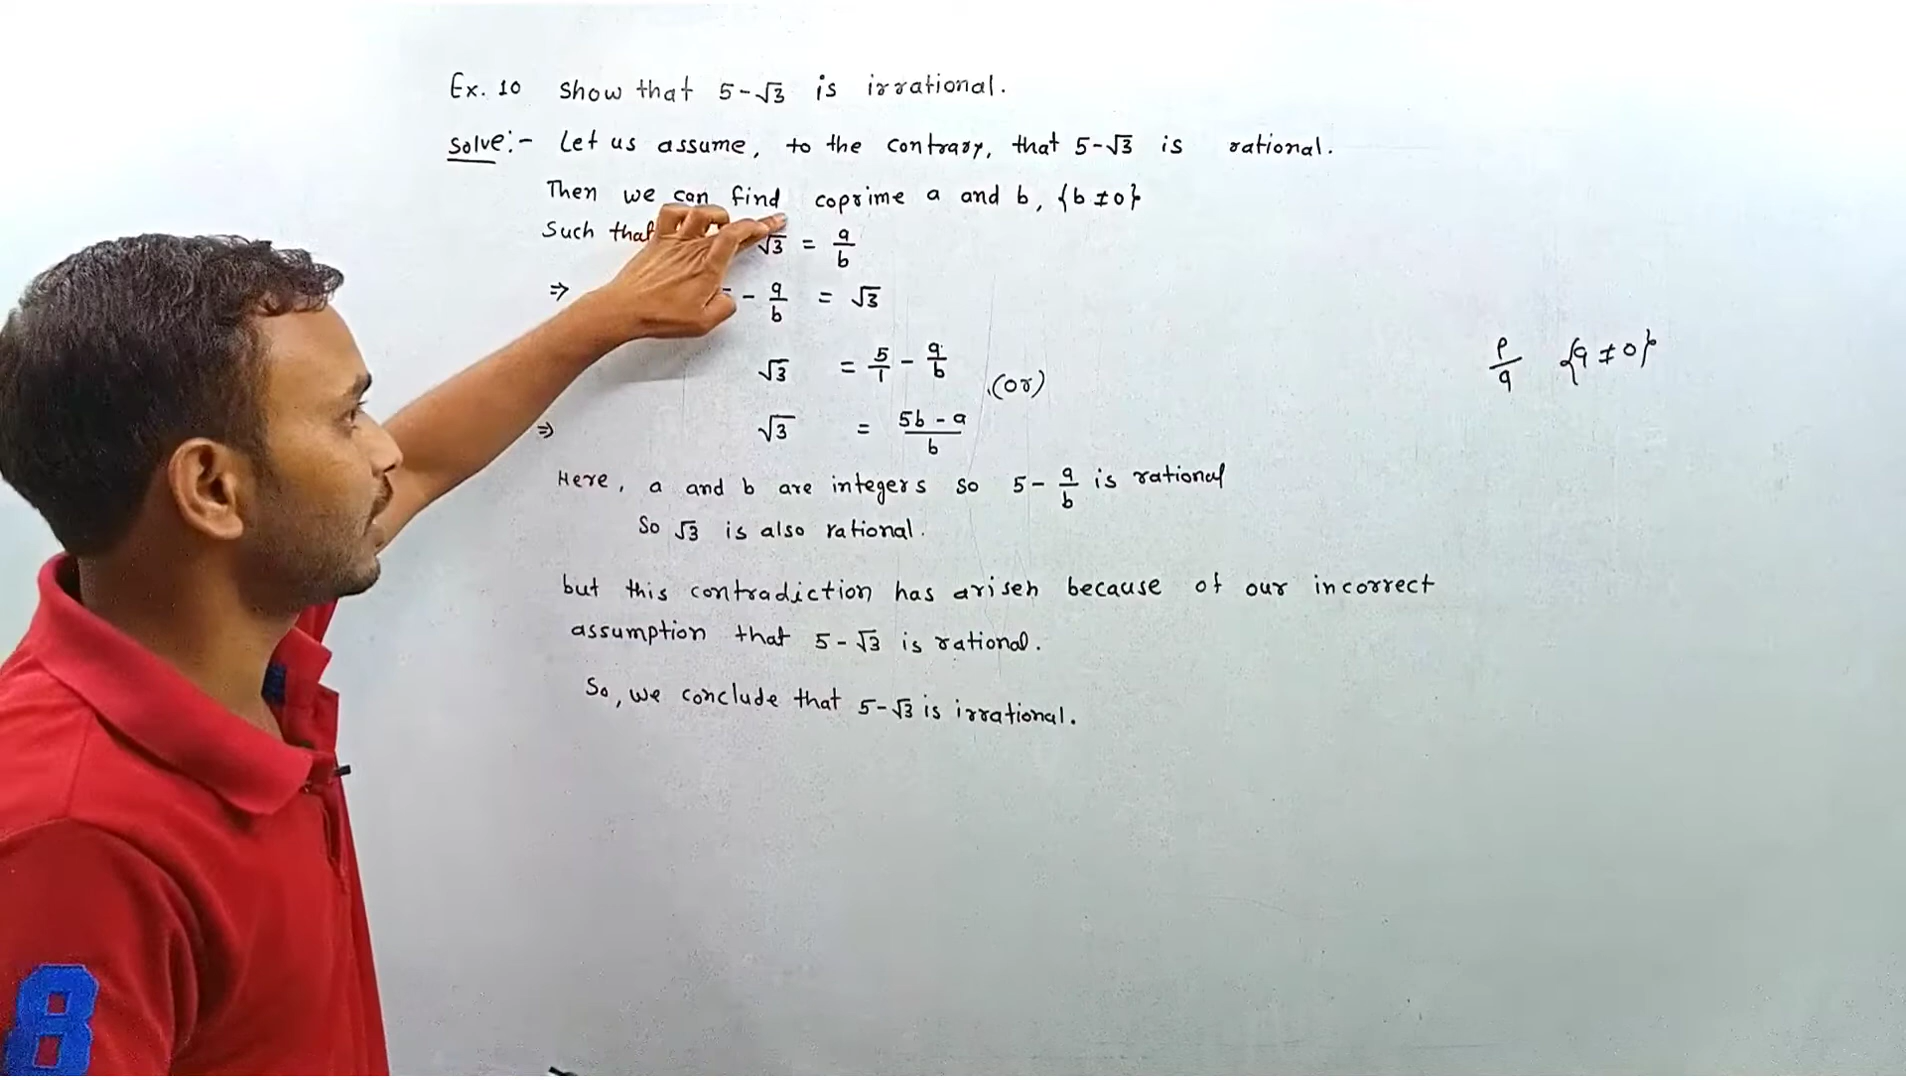 Ex. 10 Show that 5-√3 is irrational.
Solve:- Let us assume, to the contrary, that 5-√3 is rational.
Then we can find coprime a and b, {b ≠ 0}
Such that √3 = a/b
⇒ - a/b = √3
√3 = 5/1 - a/b (or)
⇒ √3 = (5b - a)/b
p/q {q ≠ 0}
Here, a and b are integers so 5 - a/b is rational
So √3 is also rational.
but this contradiction has arisen because of our incorrect
assumption that 5-√3 is rational.
So, we conclude that 5-√3 is irrational.
8